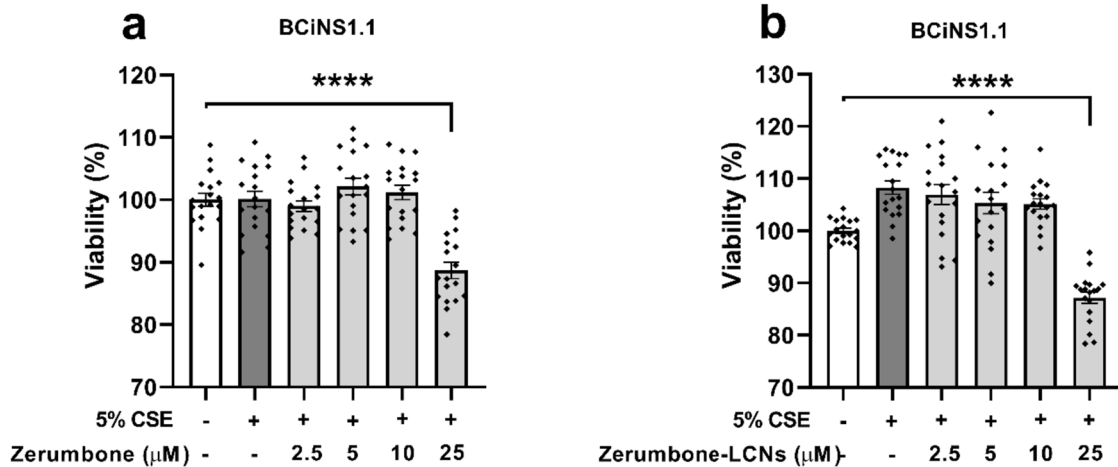 a
BCiNS1.1
****
Viability (%)
120
110
100
90
80
70
5% CSE - + + + + +
Zerumbone (μM) - - 2.5 5 10 25
b
BCiNS1.1
****
Viability (%)
130
120
110
100
90
80
70
5% CSE - + + + + +
Zerumbone-LCNs (μM)- - 2.5 5 10 25